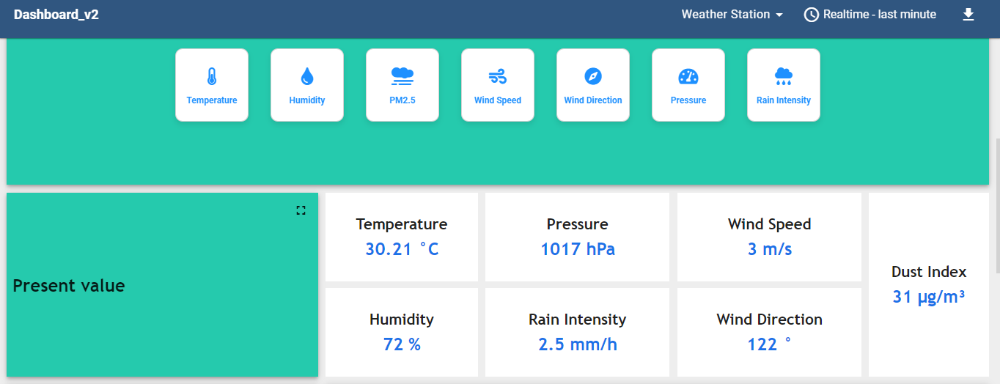 Dashboard_v2
Weather Station
Realtime - last minute
Temperature
Humidity
PM2.5
Wind Speed
Wind Direction
Pressure
Rain Intensity
Present value
Temperature
30.21 °C
Pressure
1017 hPa
Wind Speed
3 m/s
Dust Index
31 µg/m³
Humidity
72 %
Rain Intensity
2.5 mm/h
Wind Direction
122 °